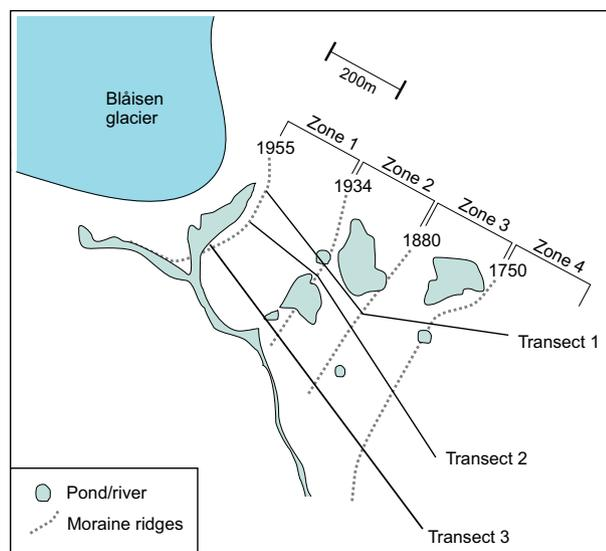 Blåisen
glacier
200m
Zone 1
Zone 2
Zone 3
Zone 4
1955
1934
1880
1750
Transect 1
Transect 2
Transect 3
Pond/river
Moraine ridges